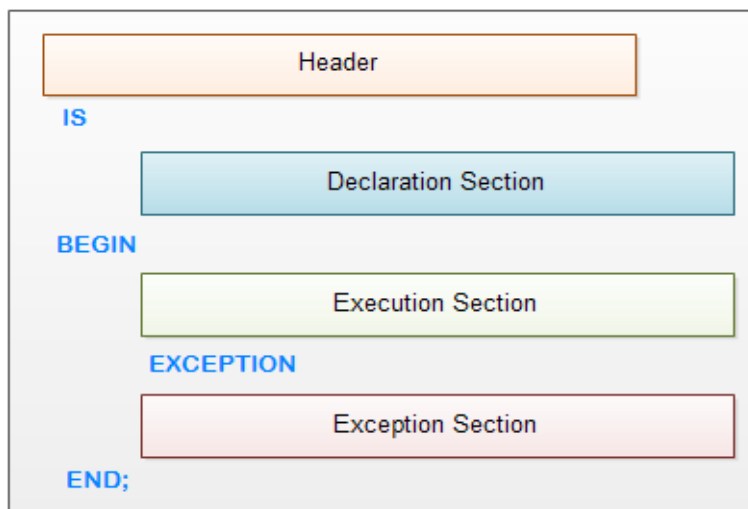 Header
IS
Declaration Section
BEGIN
Execution Section
EXCEPTION
Exception Section
END;